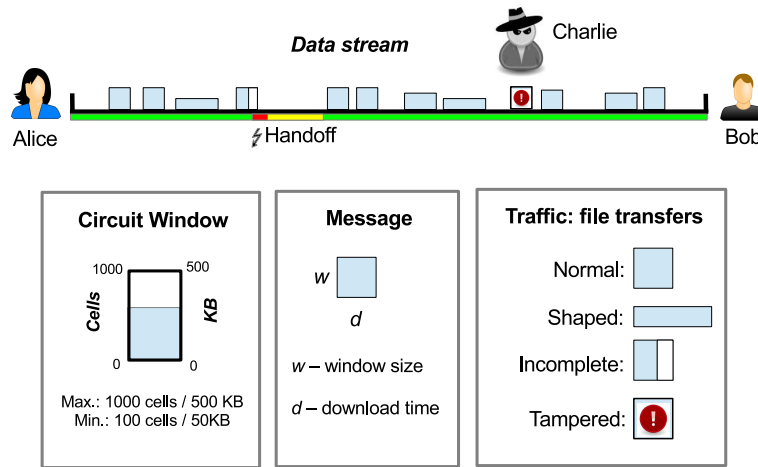 Data stream
Charlie
Alice
Handoff
Bob
Circuit Window
1000
500
Cells
KB
0
0
Max.: 1000 cells / 500 KB
Min.: 100 cells / 50KB
Message
w
d
w – window size
d – download time
Traffic: file transfers
Normal:
Shaped:
Incomplete:
Tampered: